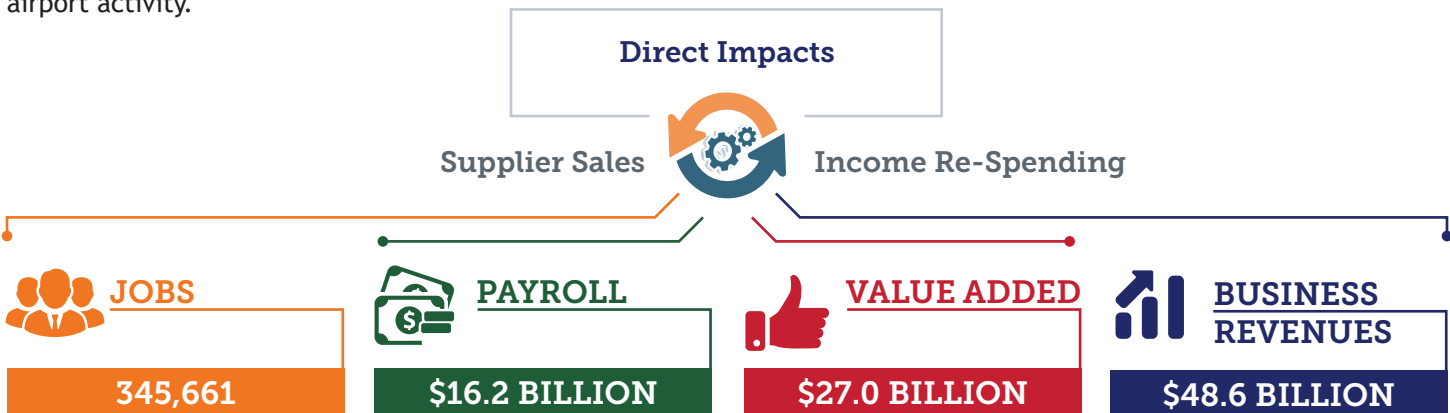 airport activity.
Direct Impacts
Supplier Sales
Income Re-Spending
JOBS
PAYROLL
VALUE ADDED
BUSINESS
REVENUES
345,661
$16.2 BILLION
$27.0 BILLION
$48.6 BILLION